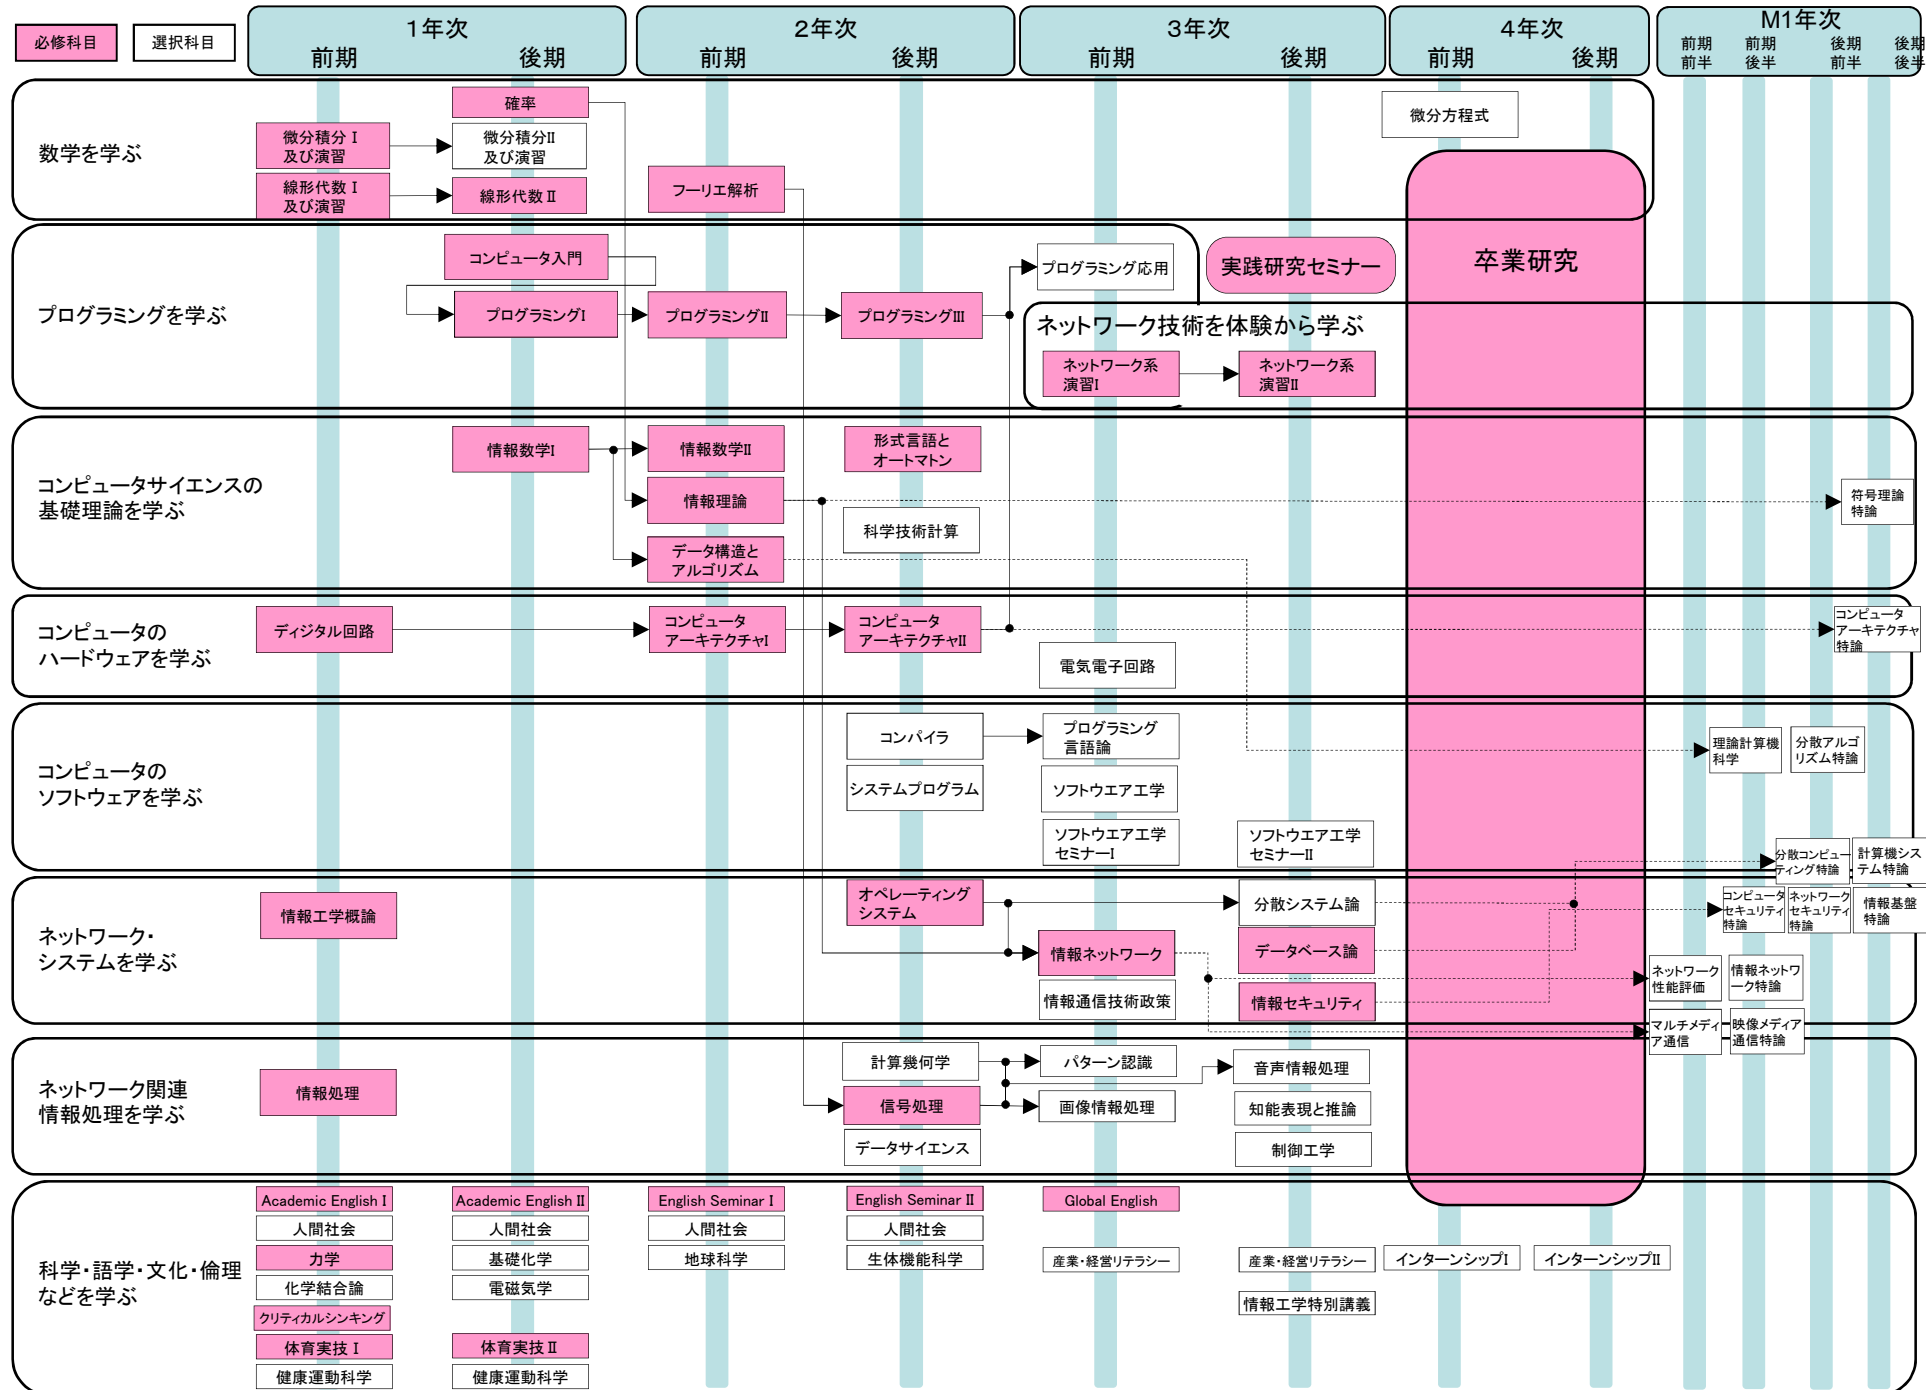 必修科目
選択科目
1年次
前期
後期
2年次
前期
後期
3年次
前期
後期
4年次
前期
後期
M1年次
前期
前半
前期
後半
後期
前半
後期
後半
数学を学ぶ
確率
微分積分Ⅰ
及び演習
微分積分II
及び演習
線形代数Ⅰ
及び演習
線形代数Ⅱ
フーリエ解析
微分方程式
プログラミングを学ぶ
コンピュータ入門
プログラミングI
プログラミングII
プログラミングIII
プログラミング応用
実践研究セミナー
卒業研究
ネットワーク技術を体験から学ぶ
ネットワーク系
演習I
ネットワーク系
演習II
コンピュータサイエンスの
基礎理論を学ぶ
情報数学I
情報数学II
形式言語と
オートマトン
情報理論
科学技術計算
データ構造と
アルゴリズム
符号理論
特論
コンピュータの
ハードウェアを学ぶ
ディジタル回路
コンピュータ
アーキテクチャI
コンピュータ
アーキテクチャII
電気電子回路
コンピュータ
アーキテクチャ
特論
コンピュータの
ソフトウェアを学ぶ
コンパイラ
プログラミング
言語論
システムプログラム
ソフトウエア工学
ソフトウエア工学
セミナーI
ソフトウエア工学
セミナーII
理論計算機
科学
分散アルゴ
リズム特論
分散コンピュー
ティング特論
計算機シス
テム特論
ネットワーク・
システムを学ぶ
情報工学概論
オペレーティング
システム
分散システム論
情報ネットワーク
データベース論
情報通信技術政策
情報セキュリティ
コンピュータ
セキュリティ
特論
ネットワーク
セキュリティ
特論
情報基盤
特論
ネットワーク
性能評価
情報ネットワ
ーク特論
マルチメディ
ア通信
映像メディア
通信特論
ネットワーク関連
情報処理を学ぶ
情報処理
計算幾何学
パターン認識
音声情報処理
信号処理
画像情報処理
知能表現と推論
データサイエンス
制御工学
科学・語学・文化・倫理
などを学ぶ
Academic English I
Academic English II
English Seminar I
English Seminar II
Global English
人間社会
人間社会
人間社会
人間社会
力学
基礎化学
地球科学
生体機能科学
産業・経営リテラシー
産業・経営リテラシー
インターンシップI
インターンシップII
化学結合論
電磁気学
情報工学特別講義
クリティカルシンキング
体育実技Ⅰ
体育実技Ⅱ
健康運動科学
健康運動科学